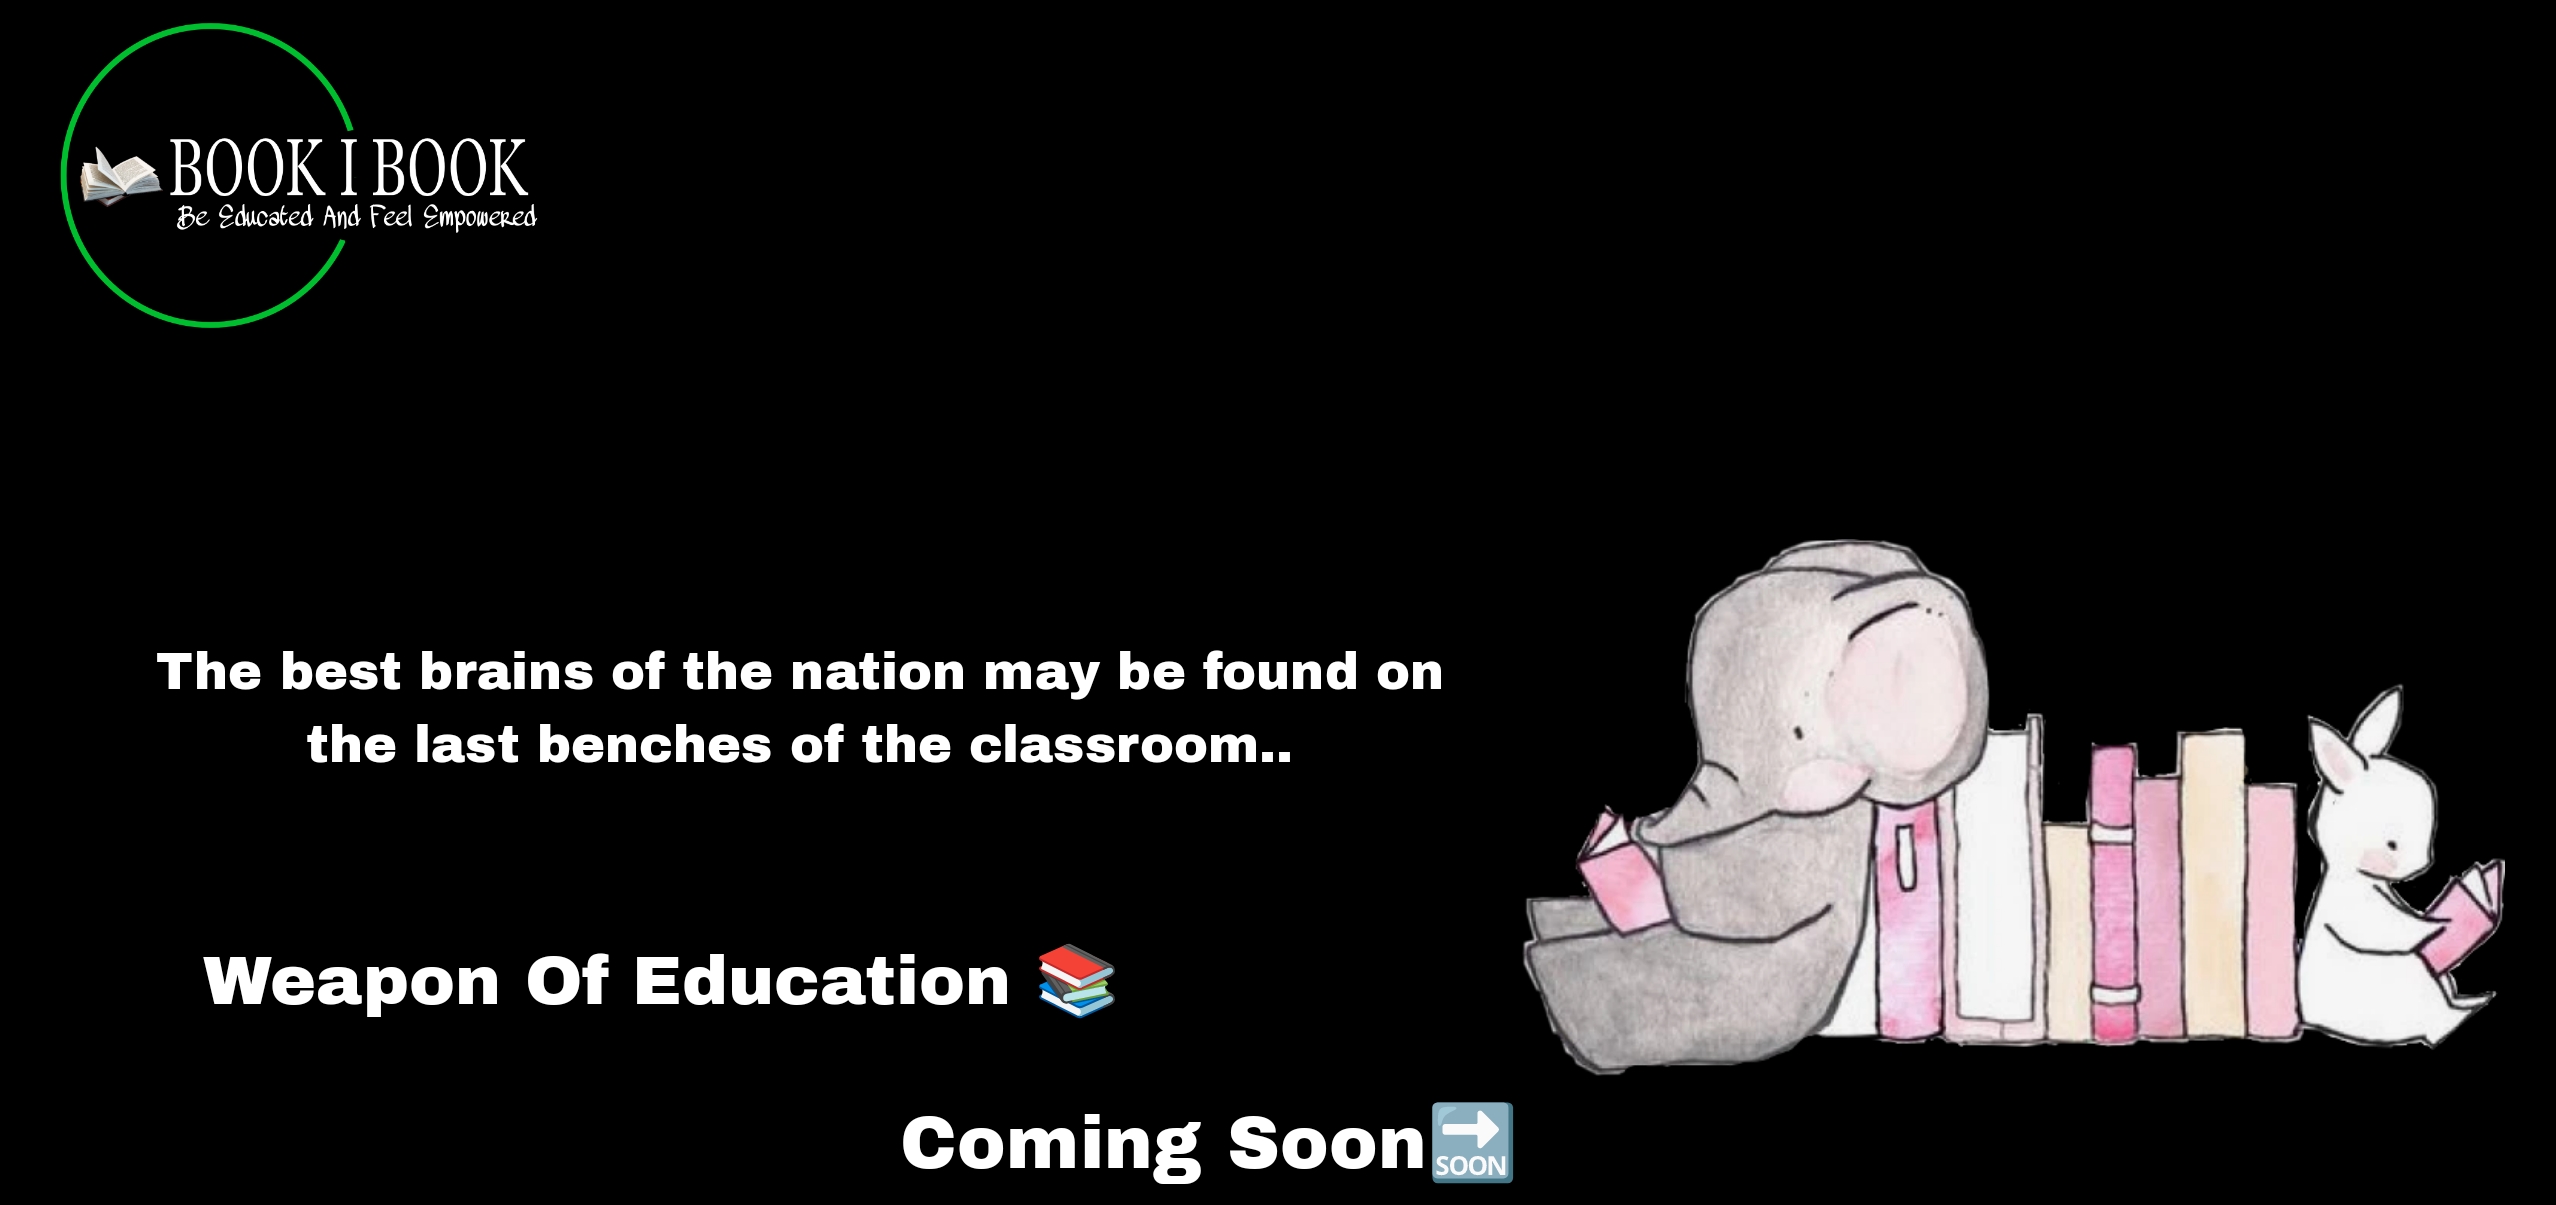 BOOK I BOOK
Be Educated And Feel Empowered
The best brains of the nation may be found on
the last benches of the classroom..
Weapon Of Education 📚
Coming Soon🔜